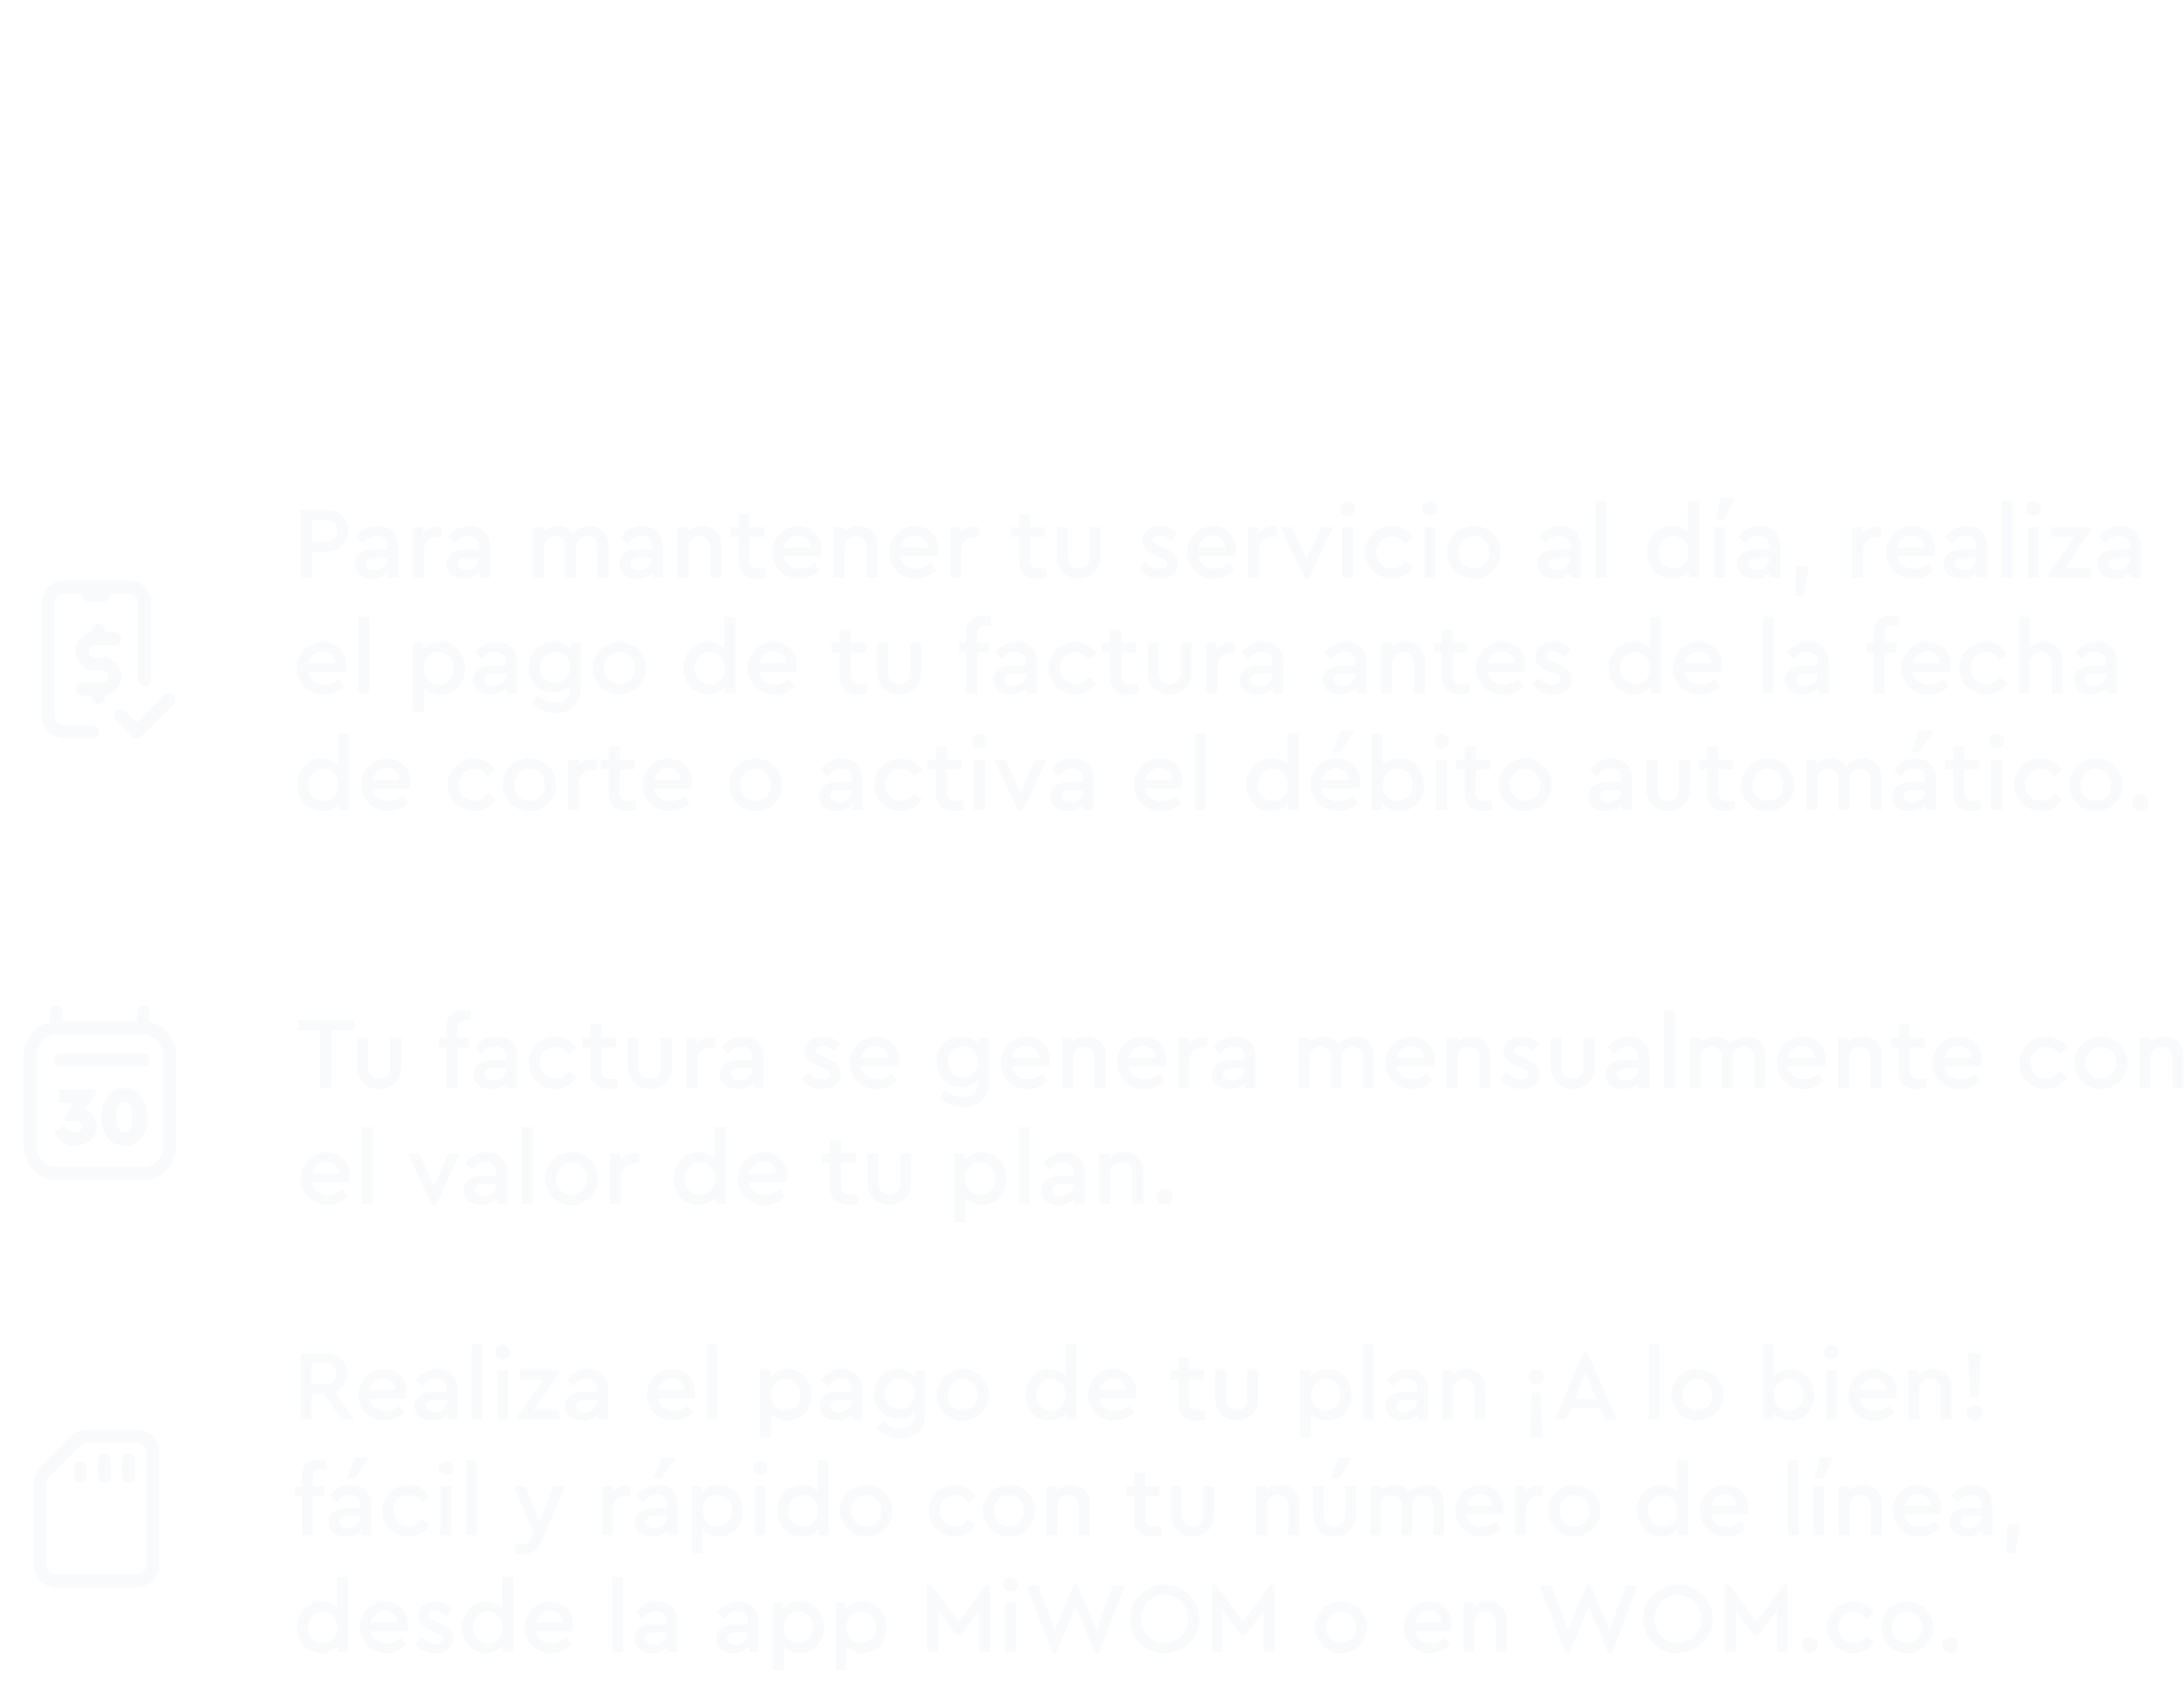 Para mantener tu servicio al día, realiza
el pago de tu factura antes de la fecha
de corte o activa el débito automático.
30
Tu factura se genera mensualmente con
el valor de tu plan.
Realiza el pago de tu plan ¡A lo bien!
fácil y rápido con tu número de línea,
desde la app MiWOM o en WOM.co.